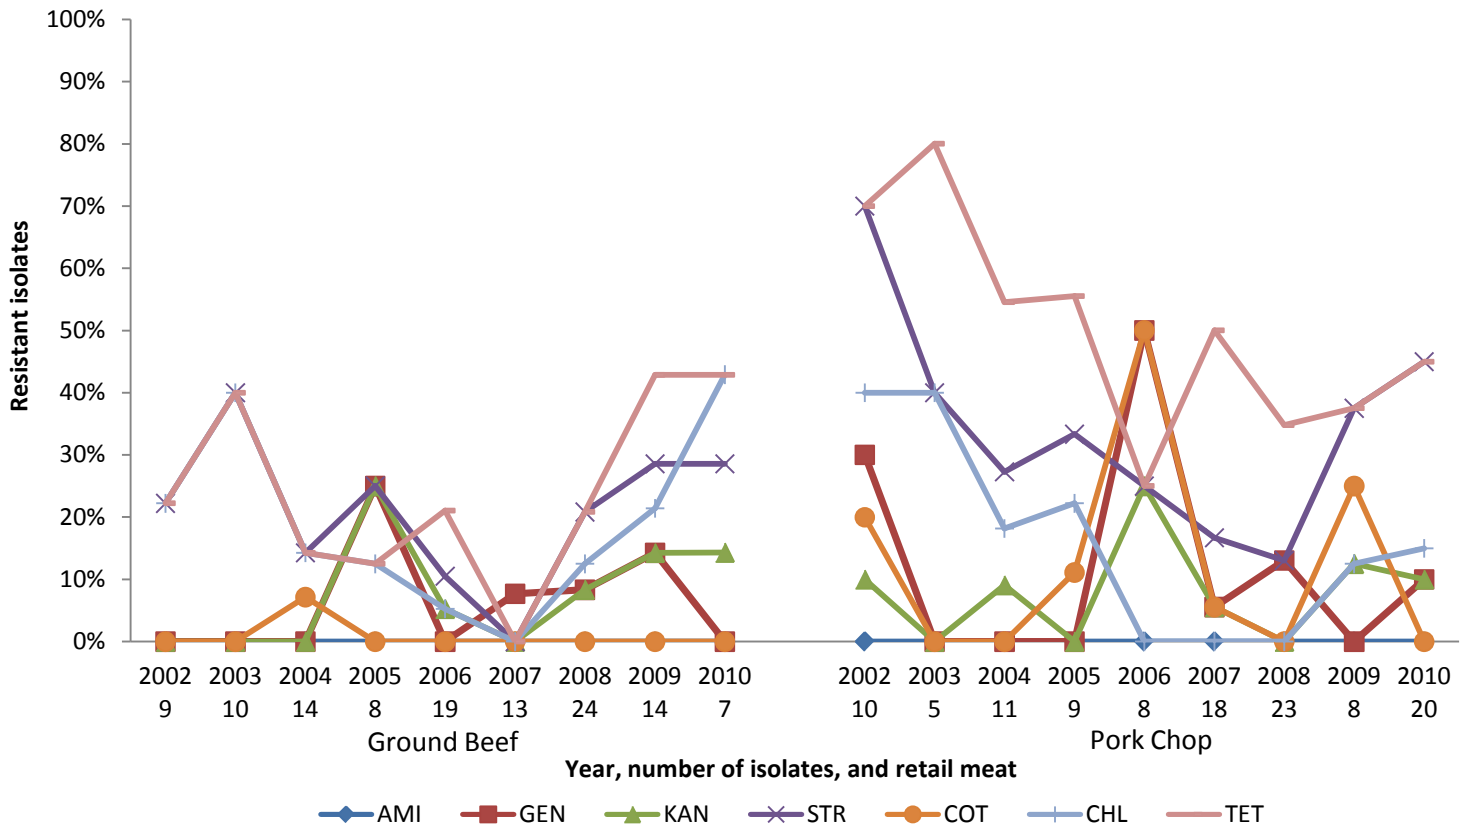 100%
90%
80%
70%
60%
50%
40%
30%
20%
10%
0%
Resistant isolates
2002 2003 2004 2005 2006 2007 2008 2009 2010 2002 2003 2004 2005 2006 2007 2008 2009 2010
9 10 14 8 19 13 24 14 7 10 5 11 9 8 18 23 8 20
Ground Beef Pork Chop
Year, number of isolates, and retail meat
AMI GEN KAN STR COT CHL TET